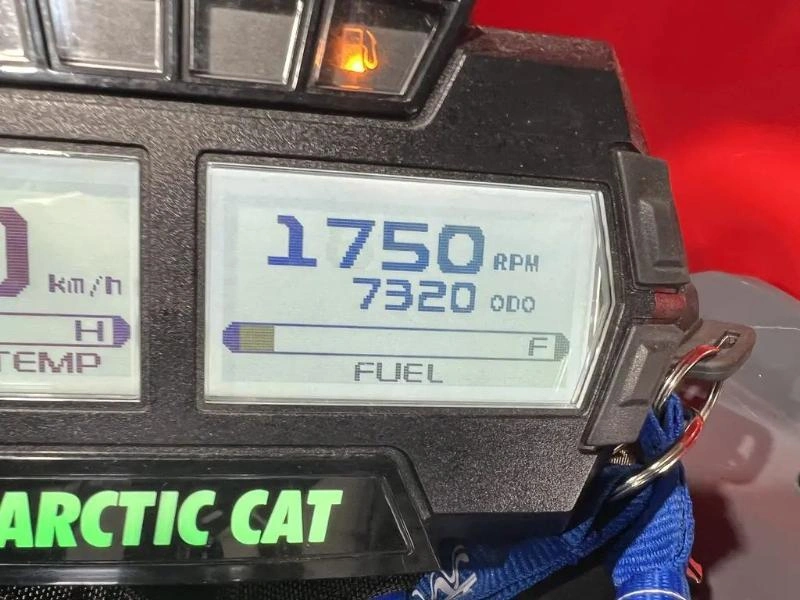 1750 RPM
7320 ODO
km/h
H
TEMP
F
FUEL
ARCTIC CAT